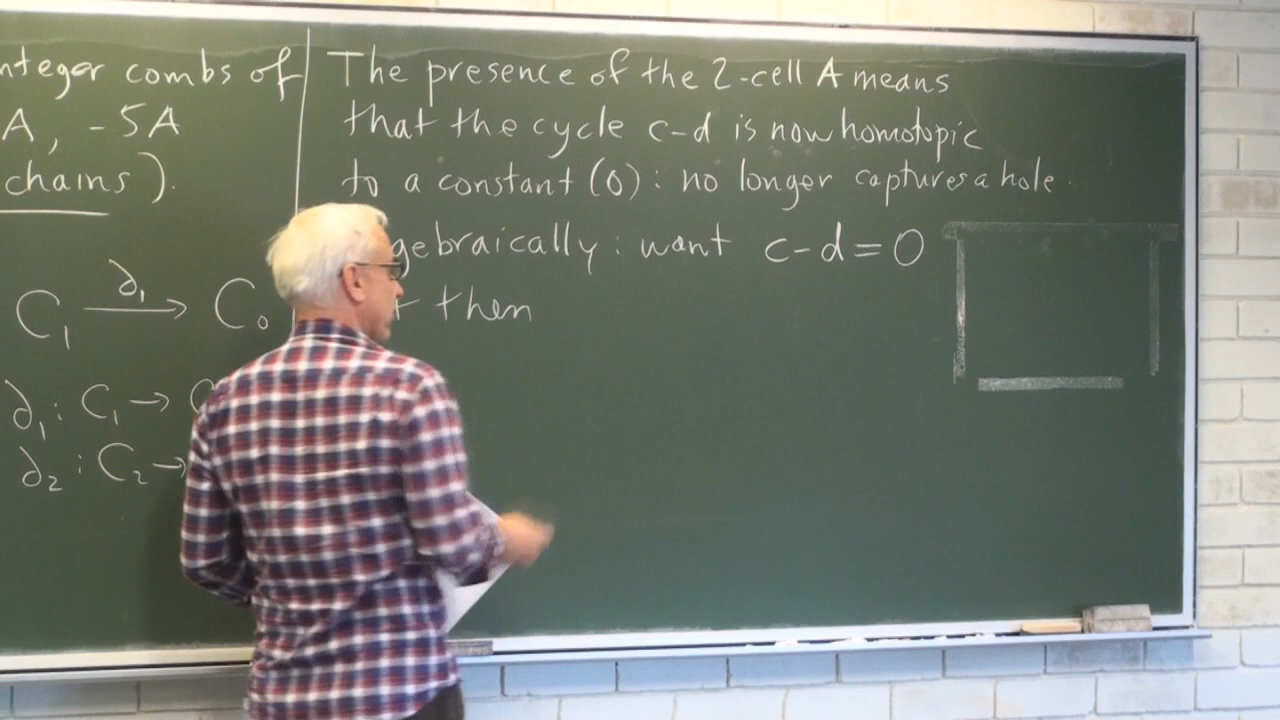 nteger combs of
A, -5A
chains).
C₁ —∂₁→ C₀
∂₁: C₁ →
∂₂: C₂ →
The presence of the 2-cell A means
that the cycle c-d is now homotopic
to a constant (0): no longer captures a hole.
gebraically: want c-d=0
then